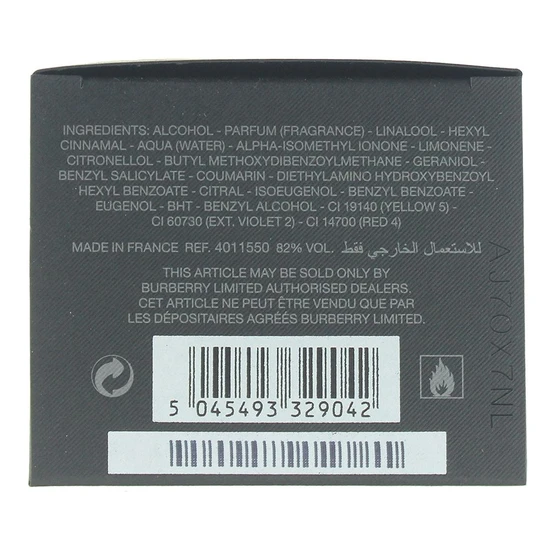 INGREDIENTS: ALCOHOL - PARFUM (FRAGRANCE) - LINALOOL - HEXYL
CINNAMAL - AQUA (WATER) - ALPHA-ISOMETHYL IONONE - LIMONENE -
CITRONELLOL - BUTYL METHOXYDIBENZOYLMETHANE - GERANIOL -
BENZYL SALICYLATE - COUMARIN - DIETHYLAMINO HYDROXYBENZOYL
HEXYL BENZOATE - CITRAL - ISOEUGENOL - BENZYL BENZOATE -
EUGENOL - BHT - BENZYL ALCOHOL - CI 19140 (YELLOW 5) -
CI 60730 (EXT. VIOLET 2) - CI 14700 (RED 4)
MADE IN FRANCE REF. 4011550 82% VOL. للاستعمال الخارجي فقط
THIS ARTICLE MAY BE SOLD ONLY BY
BURBERRY LIMITED AUTHORISED DEALERS.
CET ARTICLE NE PEUT ÊTRE VENDU QUE PAR
LES DÉPOSITAIRES AGRÉÉS BURBERRY LIMITED.
5 045493 329042
AJ70X7NL